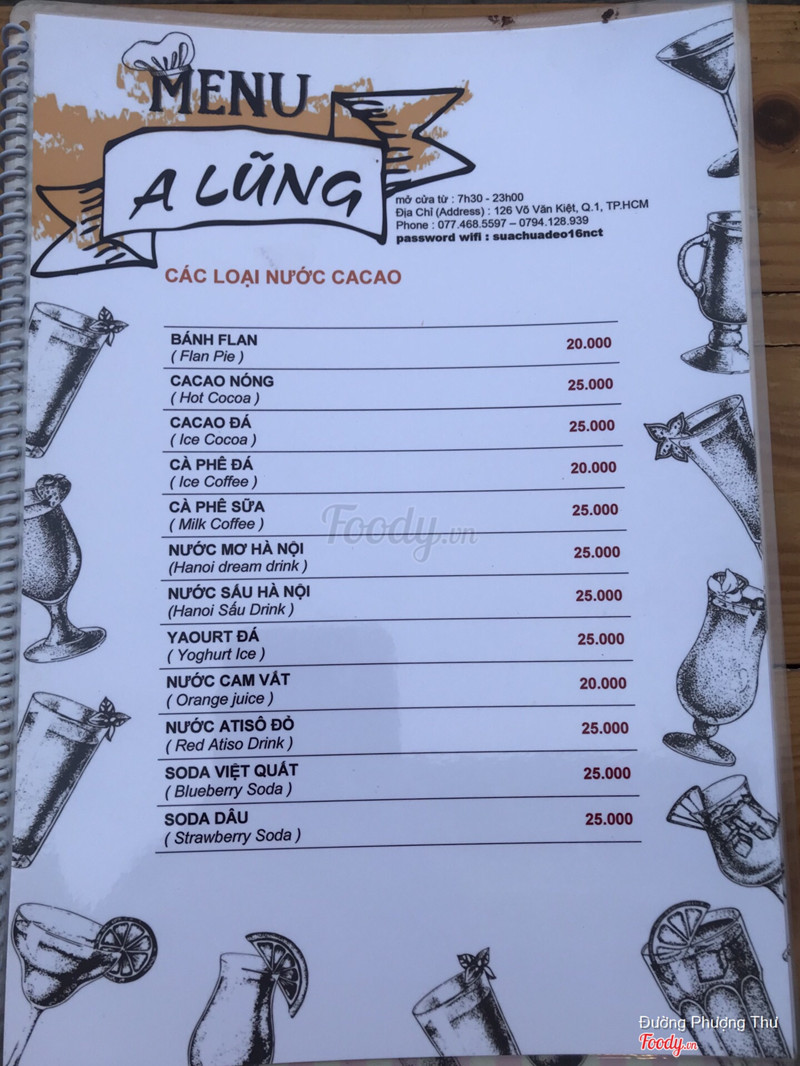 MENU
A LŨNG
mở cửa từ : 7h30 - 23h00
Địa Chỉ (Address) : 126 Võ Văn Kiệt, Q.1, TP.HCM
Phone : 077.468.5597 – 0794.128.939
password wifi : suachuadeo16nct
CÁC LOẠI NƯỚC CACAO
BÁNH FLAN 20.000
( Flan Pie )
CACAO NÓNG 25.000
( Hot Cocoa )
CACAO ĐÁ 25.000
( Ice Cocoa )
CÀ PHÊ ĐÁ 20.000
( Ice Coffee )
CÀ PHÊ SỮA 25.000
( Milk Coffee )
NƯỚC MƠ HÀ NỘI 25.000
(Hanoi dream drink )
NƯỚC SẤU HÀ NỘI 25.000
(Hanoi Sấu Drink )
YAOURT ĐÁ 25.000
( Yoghurt Ice )
NƯỚC CAM VẮT 20.000
( Orange juice )
NƯỚC ATISÔ ĐỎ 25.000
( Red Atiso Drink )
SODA VIỆT QUẤT 25.000
( Blueberry Soda )
SODA DÂU 25.000
( Strawberry Soda )
Foody.vn
Đường Phượng Thư
Foody.vn